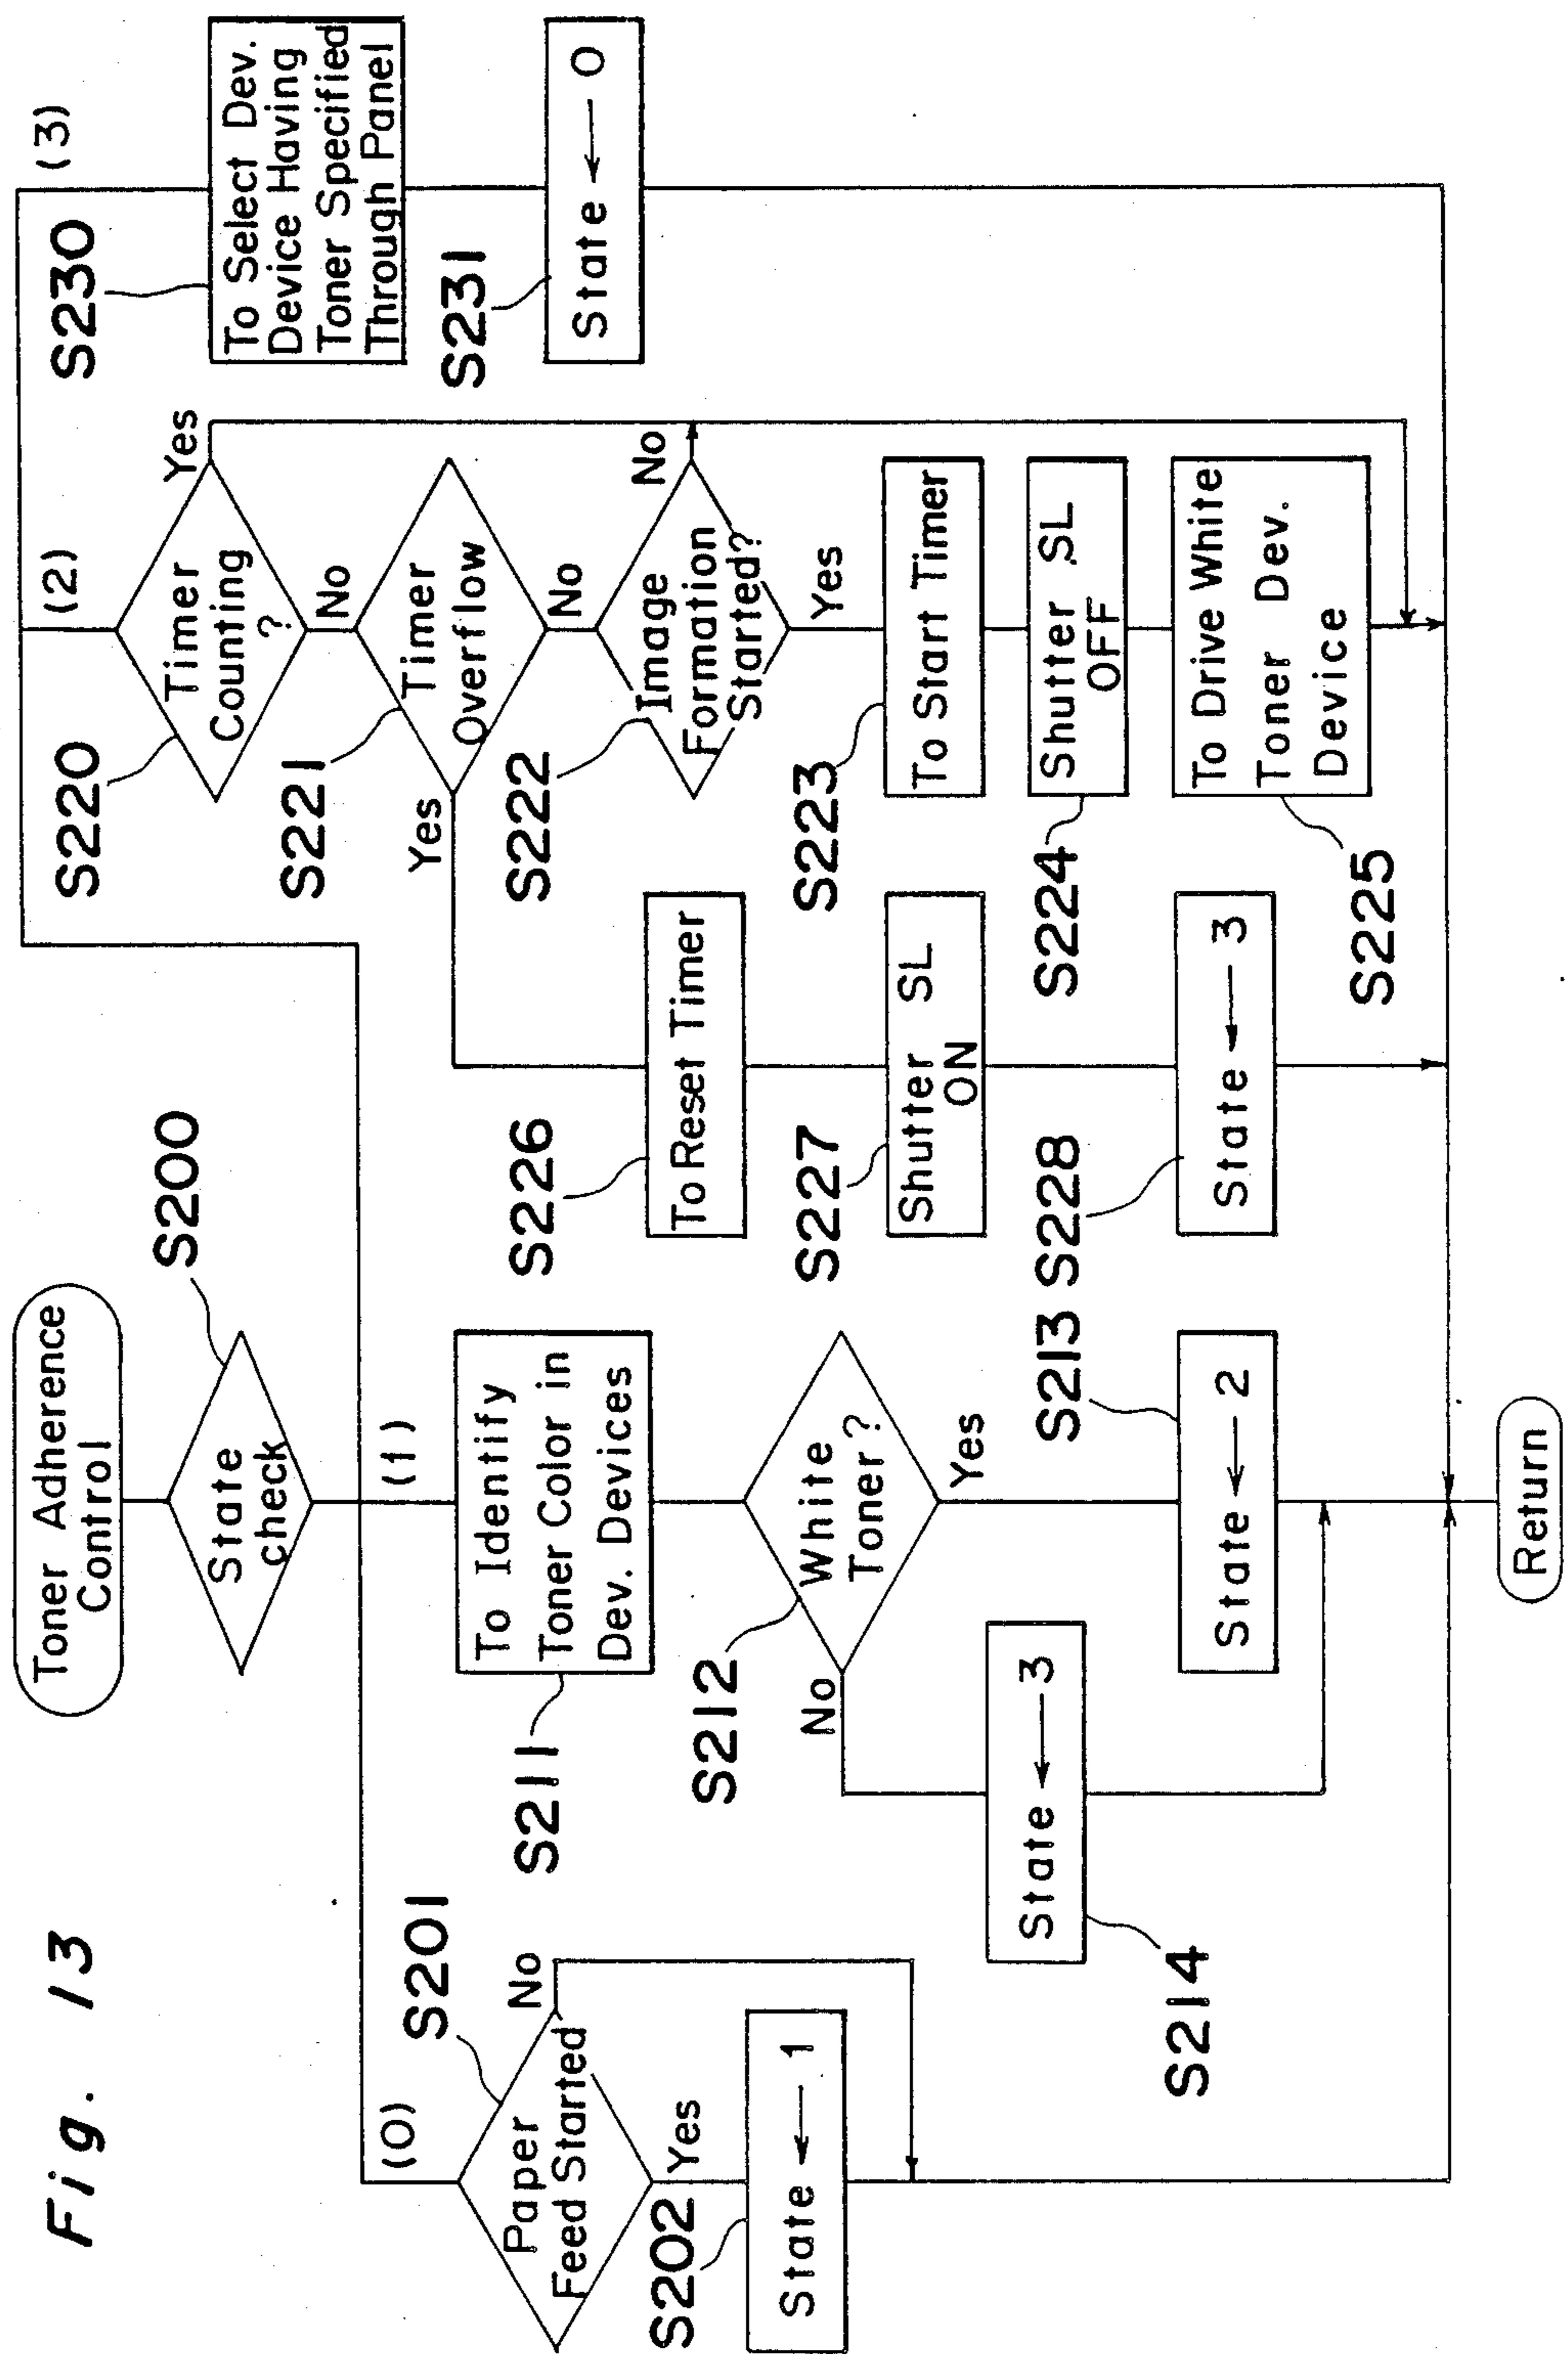 Fig. 13
Toner Adherence
Control
S200
State
check
(0)
S201
Paper
Feed Started
No
Yes
S202
State ← 1
(1)
S211
To Identify
Toner Color in
Dev. Devices
S212
White
Toner?
No
Yes
S214
State ← 3
S213
State ← 2
(2)
S220
Timer
Counting
?
Yes
No
S221
Timer
Overflow
Yes
No
S222
Image
Formation
Started?
No
Yes
S223
To Start Timer
S224
Shutter SL
OFF
S225
To Drive White
Toner Dev.
Device
S226
To Reset Timer
S227
Shutter SL
ON
S228
State ← 3
(3)
S230
To Select Dev.
Device Having
Toner Specified
Through Panel
S231
State ← 0
Return